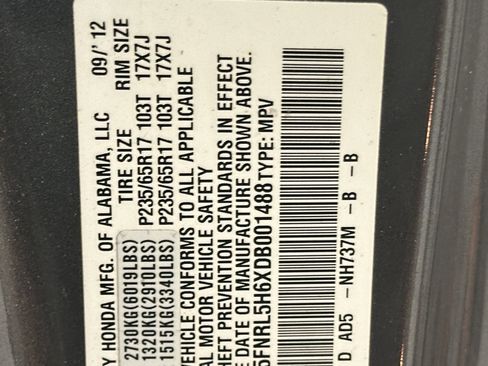 Y HONDA MFG. OF ALABAMA, LLC 09/' 12
TIRE SIZE RIM SIZE
2730KG(6019LBS)
1320KG(2910LBS) P235/65R17 103T 17X7J
1515KG(3340LBS) P235/65R17 103T 17X7J
VEHICLE CONFORMS TO ALL APPLICABLE
AL MOTOR VEHICLE SAFETY
HEFT PREVENTION STANDARDS IN EFFECT
E DATE OF MANUFACTURE SHOWN ABOVE.
5FNRL5H6XDB001488 TYPE: MPV
D AD5 - NH737M - B - B